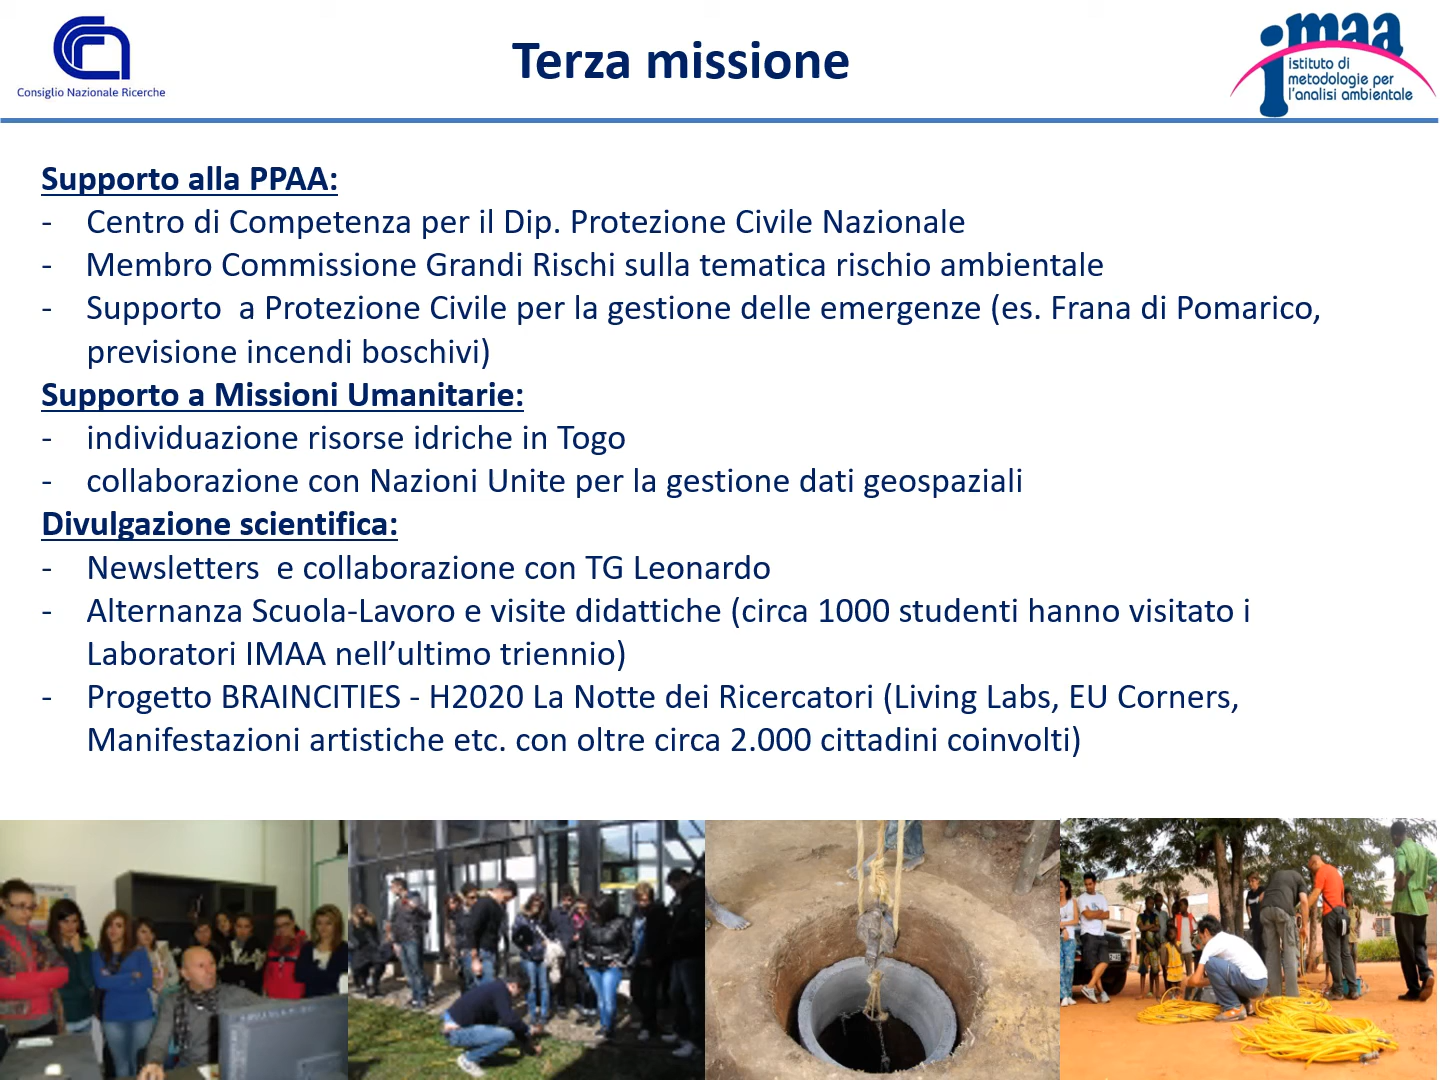 Consiglio Nazionale Ricerche
Terza missione
imaa
istituto di
metodologie per
l'analisi ambientale
Supporto alla PPAA:
- Centro di Competenza per il Dip. Protezione Civile Nazionale
- Membro Commissione Grandi Rischi sulla tematica rischio ambientale
- Supporto  a Protezione Civile per la gestione delle emergenze (es. Frana di Pomarico,
previsione incendi boschivi)
Supporto a Missioni Umanitarie:
- individuazione risorse idriche in Togo
- collaborazione con Nazioni Unite per la gestione dati geospaziali
Divulgazione scientifica:
- Newsletters  e collaborazione con TG Leonardo
- Alternanza Scuola-Lavoro e visite didattiche (circa 1000 studenti hanno visitato i
Laboratori IMAA nell’ultimo triennio)
- Progetto BRAINCITIES - H2020 La Notte dei Ricercatori (Living Labs, EU Corners,
Manifestazioni artistiche etc. con oltre circa 2.000 cittadini coinvolti)